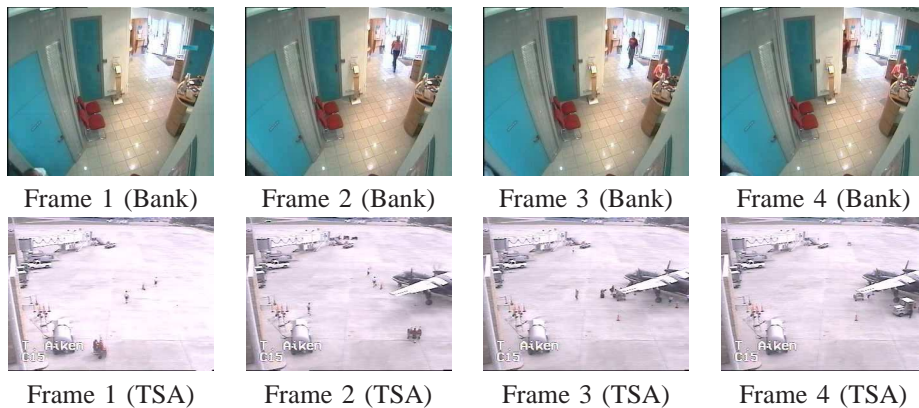 Frame 1 (Bank) Frame 2 (Bank) Frame 3 (Bank) Frame 4 (Bank)
T. Aiken T. Aiken T. Aiken T. Aiken
C15 C15 C15 C15
Frame 1 (TSA) Frame 2 (TSA) Frame 3 (TSA) Frame 4 (TSA)